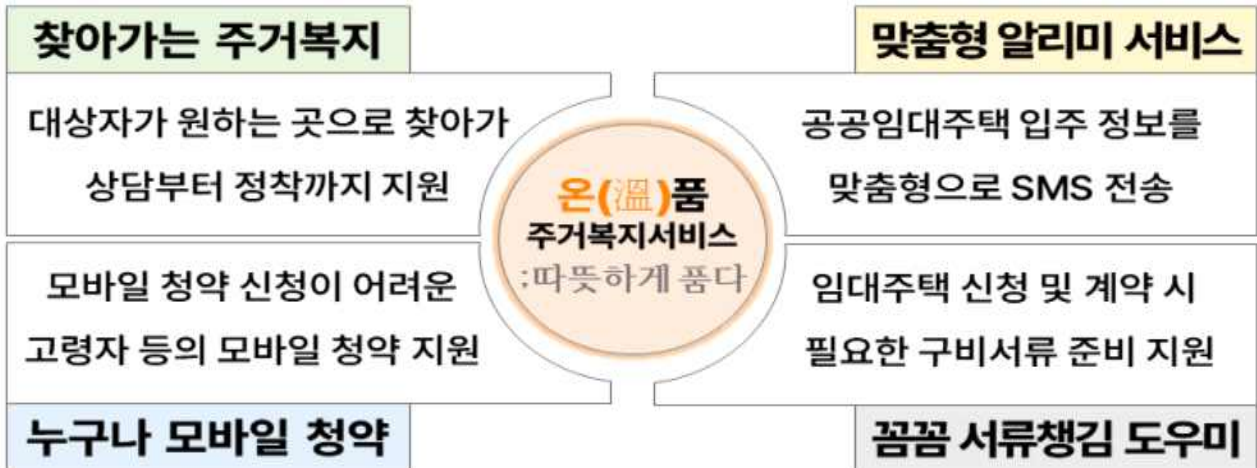 찾아가는 주거복지
대상자가 원하는 곳으로 찾아가
상담부터 정착까지 지원
맞춤형 알리미 서비스
공공임대주택 입주 정보를
맞춤형으로 SMS 전송
온(溫)품
주거복지서비스
:따뜻하게 품다
모바일 청약 신청이 어려운
고령자 등의 모바일 청약 지원
누구나 모바일 청약
임대주택 신청 및 계약 시
필요한 구비서류 준비 지원
꼼꼼 서류챙김 도우미